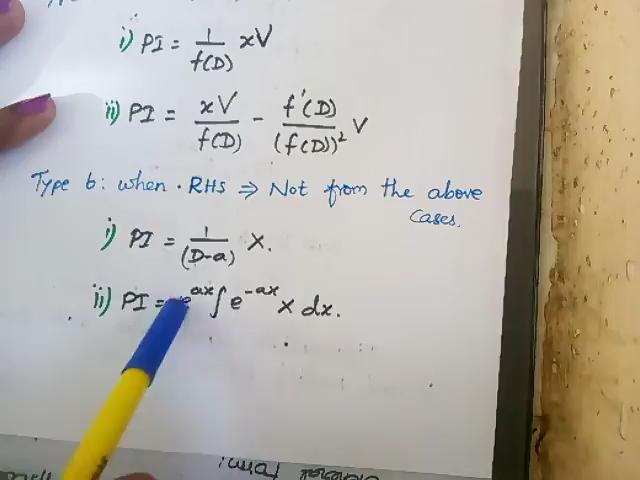 i) PI = 1/f(D) xV
ii) PI = xV/f(D) - f'(D)/(f(D))² V
Type 6: when . RHS ⇒ Not from the above
Cases.
i) PI = 1/(D-a) X.
ii) PI = e^ax ∫ e^-ax X dx.